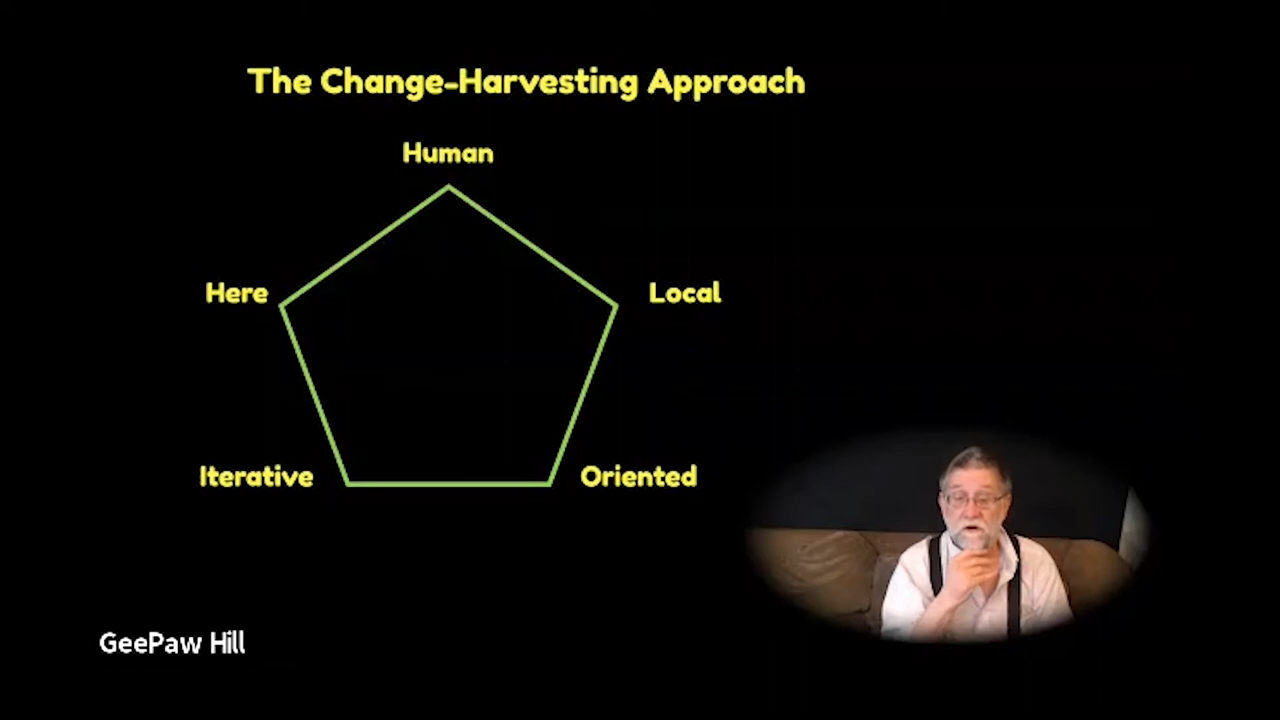 The Change-Harvesting Approach
Human
Here
Local
Iterative
Oriented
GeePaw Hill